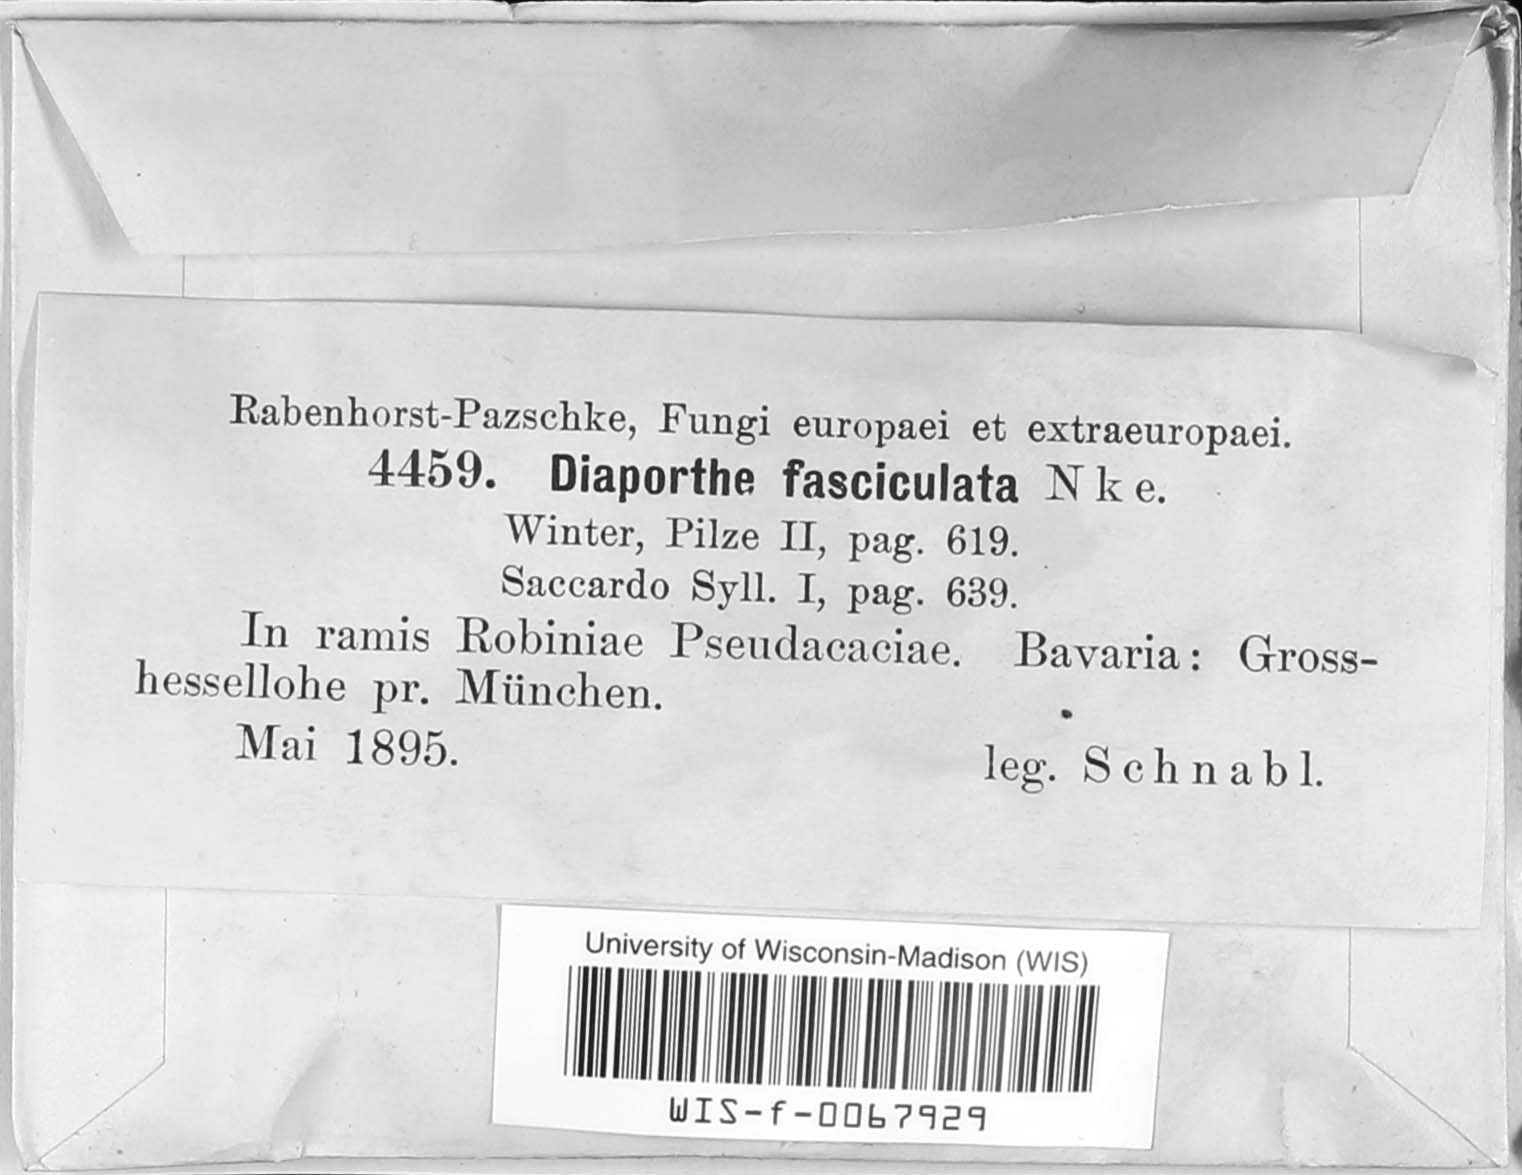 Rabenhorst-Pazschke, Fungi europaei et extraeuropaei.
4459. Diaporthe fasciculata Nke.
Winter, Pilze II, pag. 619.
Saccardo Syll. I, pag. 639.
In ramis Robiniae Pseudacaciae. Bavaria: Gross-
hessellohe pr. München.
Mai 1895. leg. Schnabl.
University of Wisconsin-Madison (WIS)
WIS-f-0067929